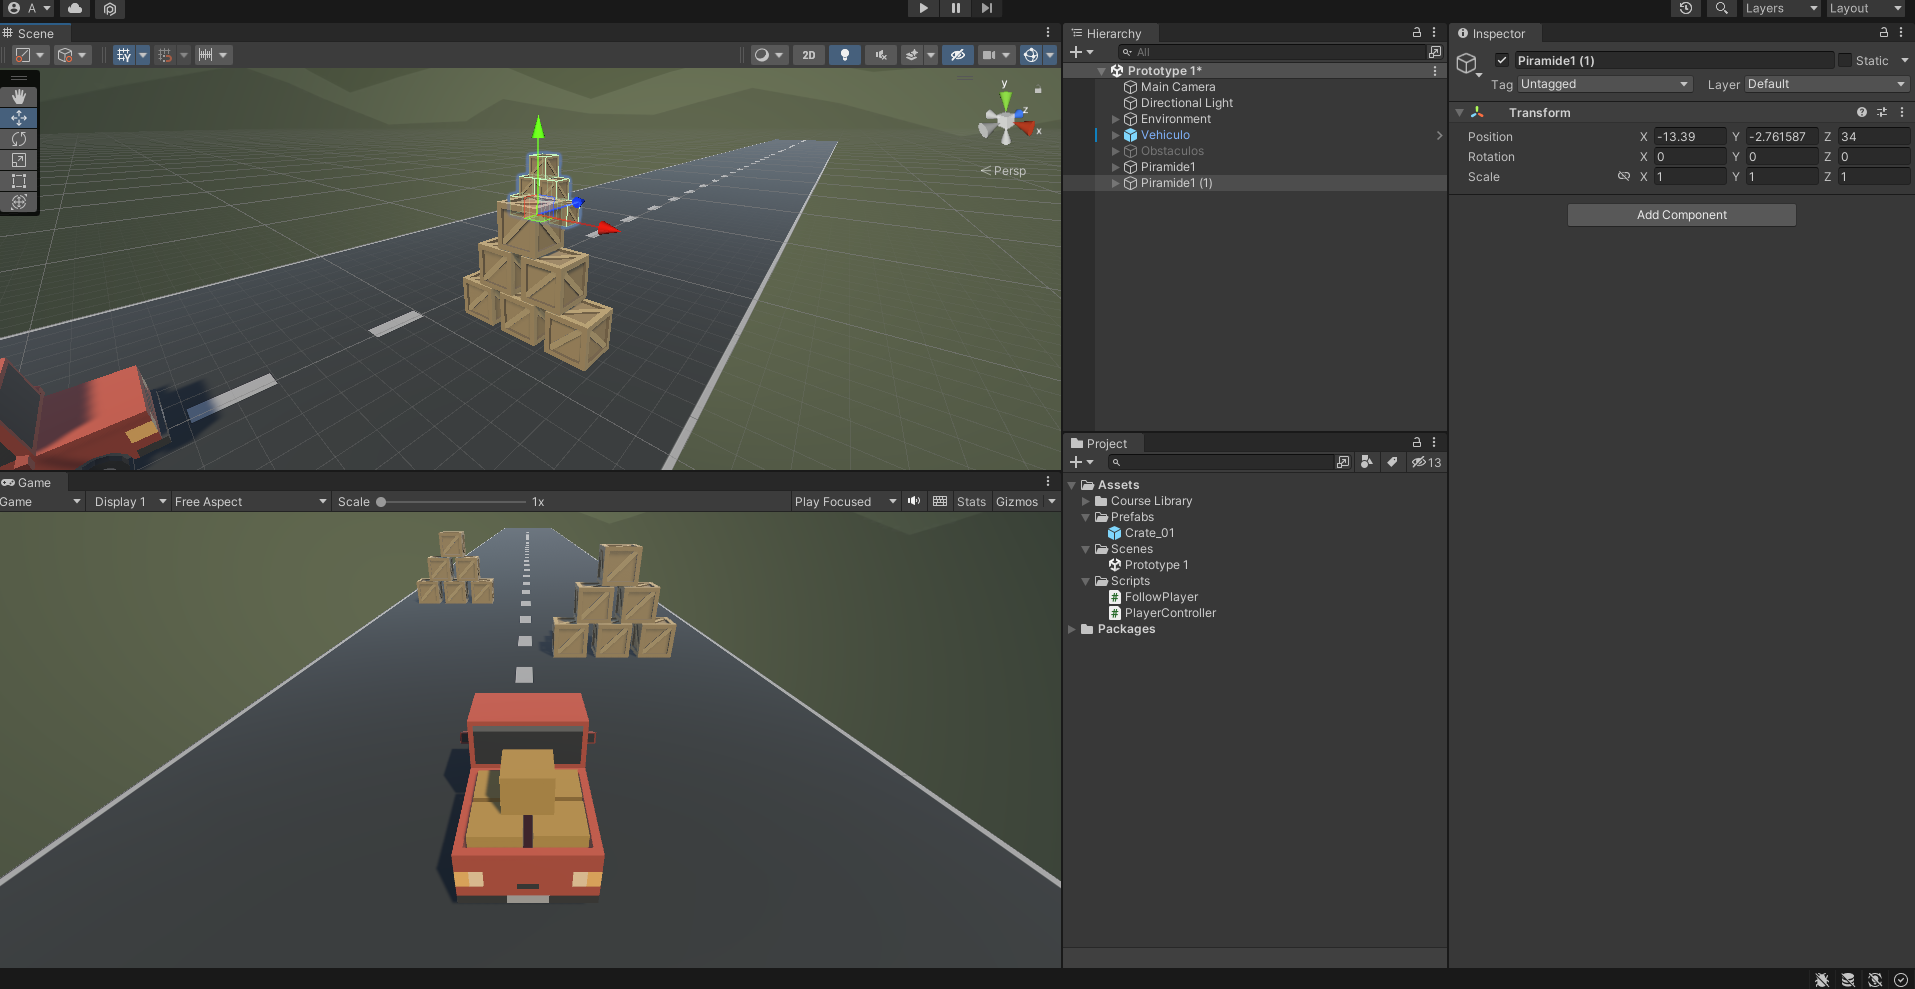 A
Layers
Layout
Scene
2D
y
z
x
Persp
Game
Game
Display 1
Free Aspect
Scale
1x
Play Focused
Stats
Gizmos
Hierarchy
All
Prototype 1*
Main Camera
Directional Light
Environment
Vehiculo
Obstaculos
Piramide1
Piramide1 (1)
Project
13
Assets
Course Library
Prefabs
Crate_01
Scenes
Prototype 1
Scripts
FollowPlayer
PlayerController
Packages
Inspector
Piramide1 (1)
Static
Tag Untagged Layer Default
Transform
Position X -13.39 Y -2.761587 Z 34
Rotation X 0 Y 0 Z 0
Scale X 1 Y 1 Z 1
Add Component